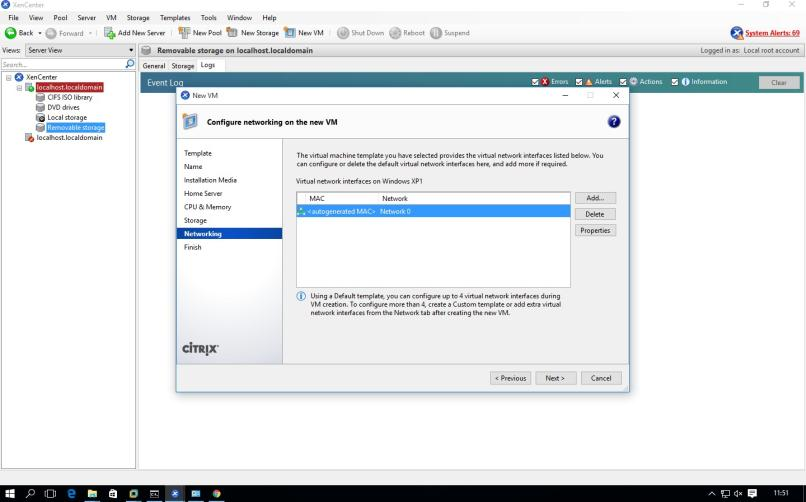 XenCenter
File View Pool Server VM Storage Templates Tools Window Help
Back Forward Add New Server New Pool New Storage New VM Shut Down Reboot Suspend System Alerts: 69
Views: Server View Removable storage on localhost.localdomain Logged in as: Local root account
Search... General Storage Logs
XenCenter
localhost.localdomain
CIFS ISO library
DVD drives
Local storage
Removable storage
localhost.localdomain
Event Log Errors Alerts Actions Information Clear
New VM
Configure networking on the new VM
Template
Name
Installation Media
Home Server
CPU & Memory
Storage
Networking
Finish
CİTRIX
The virtual machine template you have selected provides the virtual network interfaces listed below. You
can configure or delete the default virtual network interfaces here, and add more if required.
Virtual network interfaces on Windows XP1
MAC Network
<autogenerated MAC> Network 0
Add...
Delete
Properties
Using a Default template, you can configure up to 4 virtual network interfaces during
VM creation. To configure more than 4, create a Custom template or add extra virtual
network interfaces from the Network tab after creating the new VM.
< Previous Next > Cancel
11:51